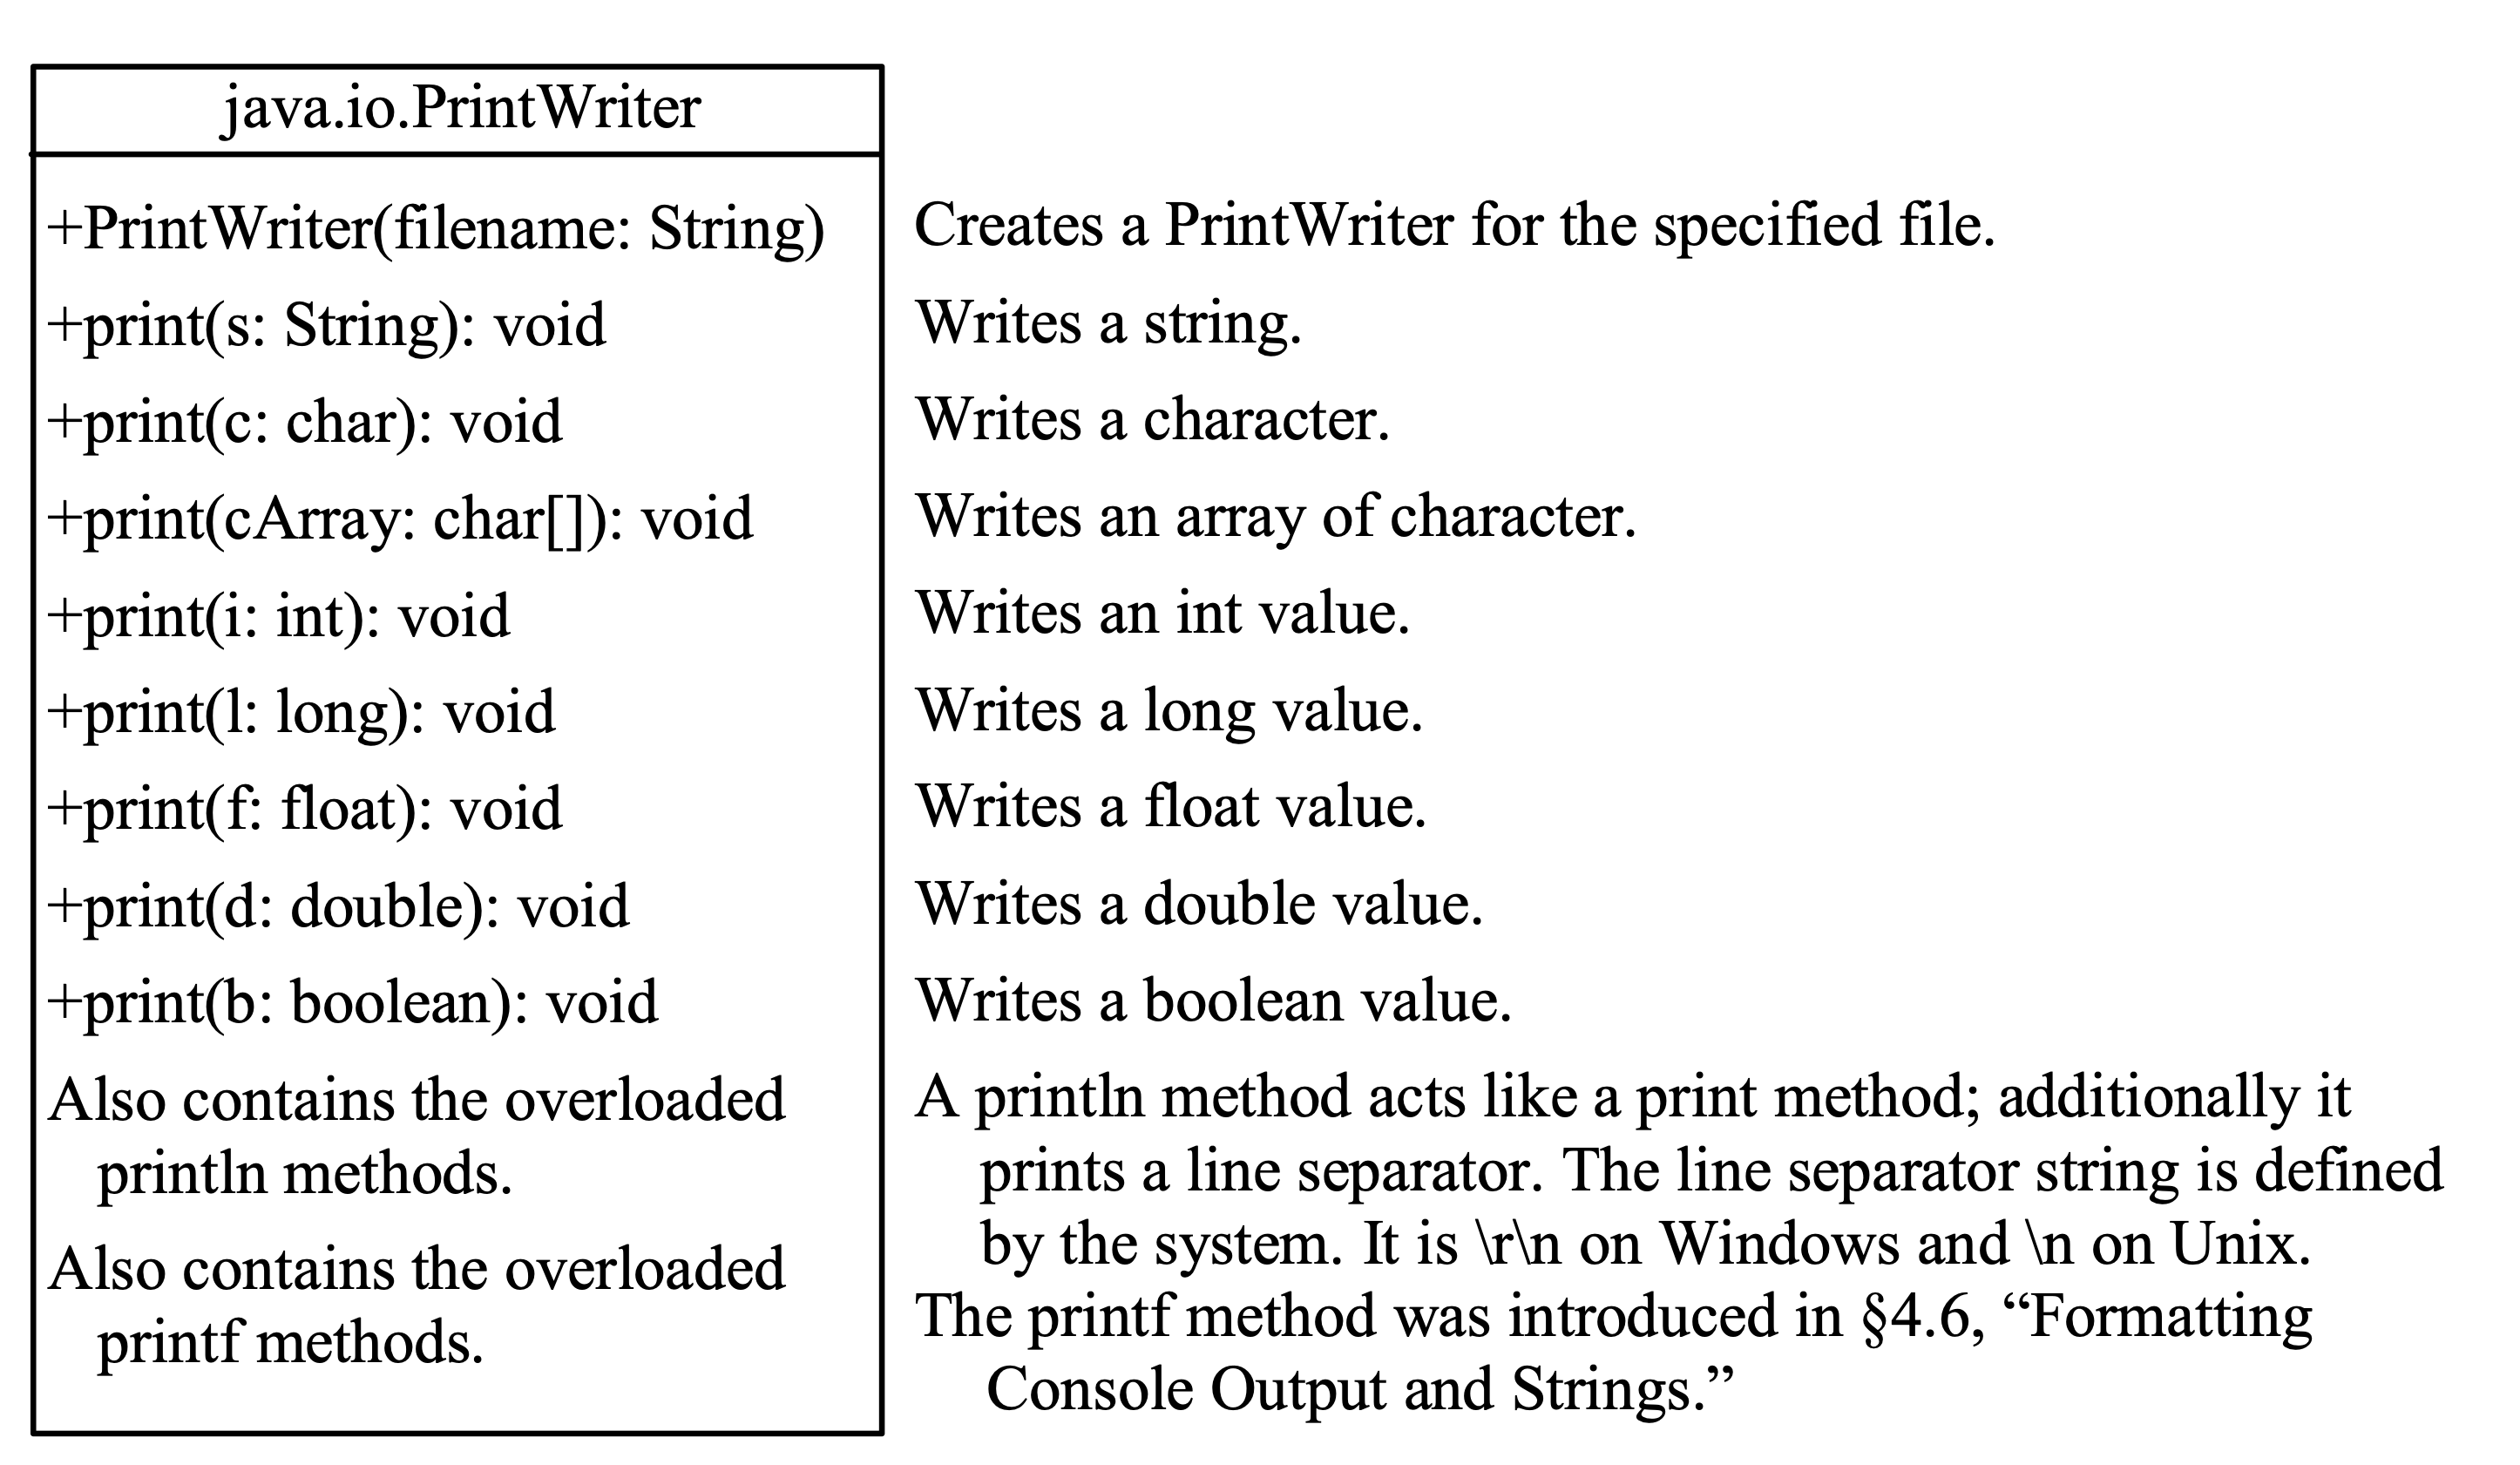 java.io.PrintWriter
+PrintWriter(filename: String)
Creates a PrintWriter for the specified file.
+print(s: String): void
Writes a string.
+print(c: char): void
Writes a character.
+print(cArray: char[]): void
Writes an array of character.
+print(i: int): void
Writes an int value.
+print(l: long): void
Writes a long value.
+print(f: float): void
Writes a float value.
+print(d: double): void
Writes a double value.
+print(b: boolean): void
Writes a boolean value.
Also contains the overloaded
println methods.
A println method acts like a print method; additionally it
prints a line separator. The line separator string is defined
by the system. It is \r\n on Windows and \n on Unix.
Also contains the overloaded
printf methods.
The printf method was introduced in §4.6, “Formatting
Console Output and Strings.”